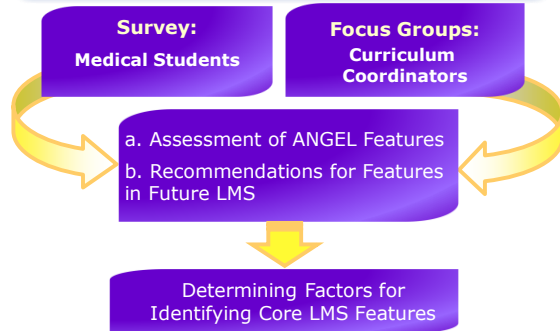 Survey:
Medical Students
Focus Groups:
Curriculum
Coordinators
a. Assessment of ANGEL Features
b. Recommendations for Features
in Future LMS
Determining Factors for
Identifying Core LMS Features